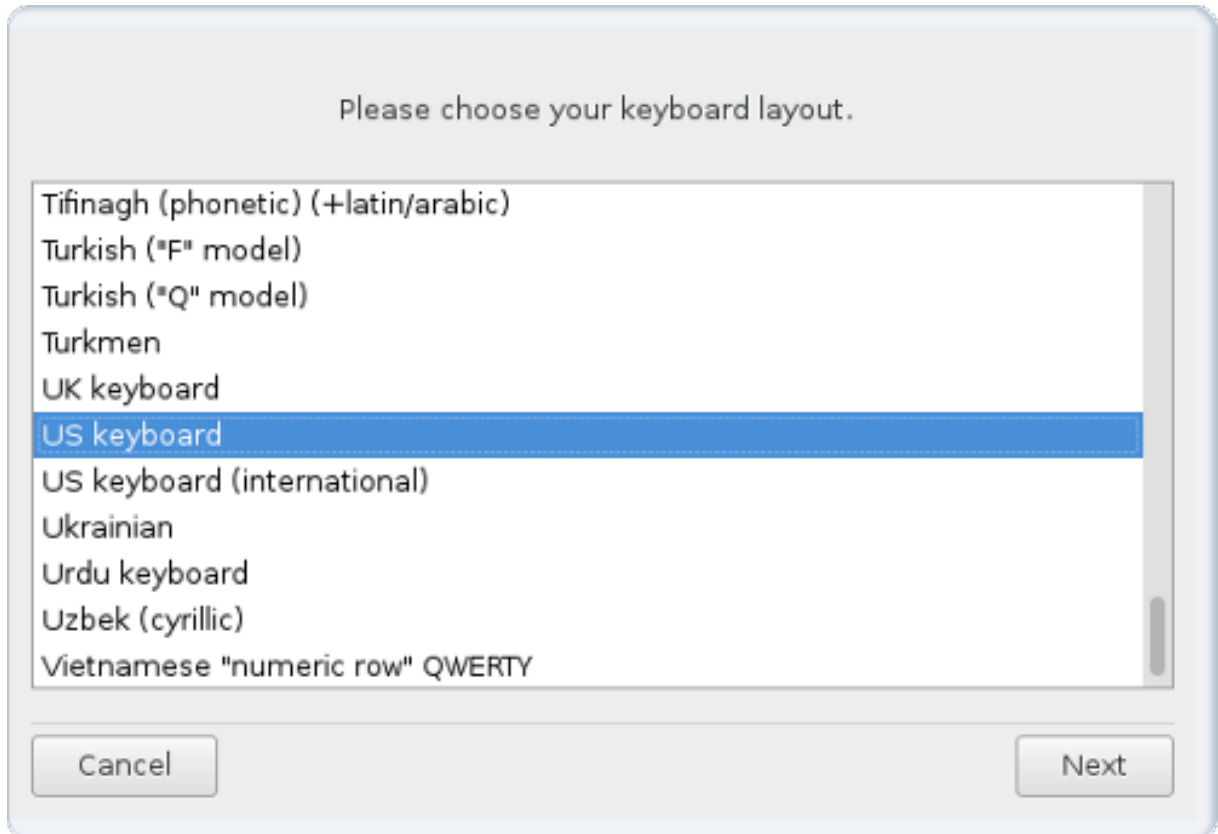 Please choose your keyboard layout.
Tifinagh (phonetic) (+latin/arabic)
Turkish ("F" model)
Turkish ("Q" model)
Turkmen
UK keyboard
US keyboard
US keyboard (international)
Ukrainian
Urdu keyboard
Uzbek (cyrillic)
Vietnamese "numeric row" QWERTY
Cancel
Next